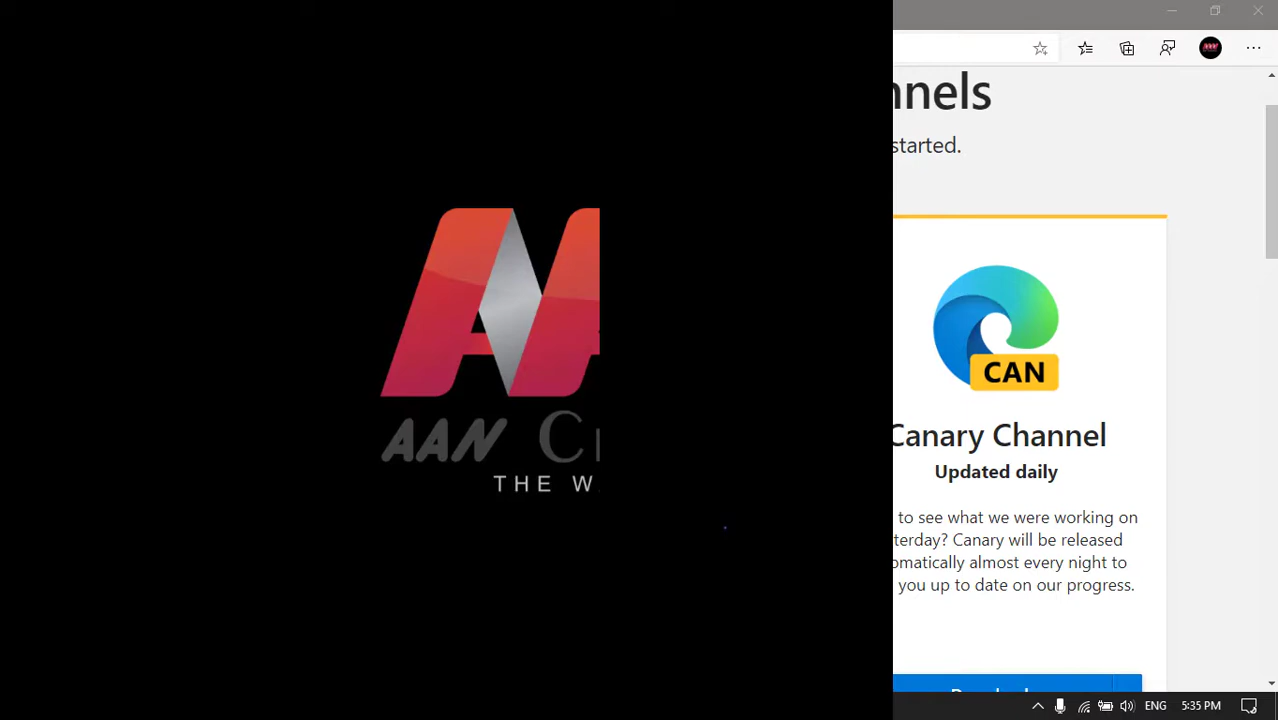 nnels
started.
AAN
THE W
CAN
Canary Channel
Updated daily
to see what we were working on
terday? Canary will be released
omatically almost every night to
you up to date on our progress.
ENG
5:35 PM